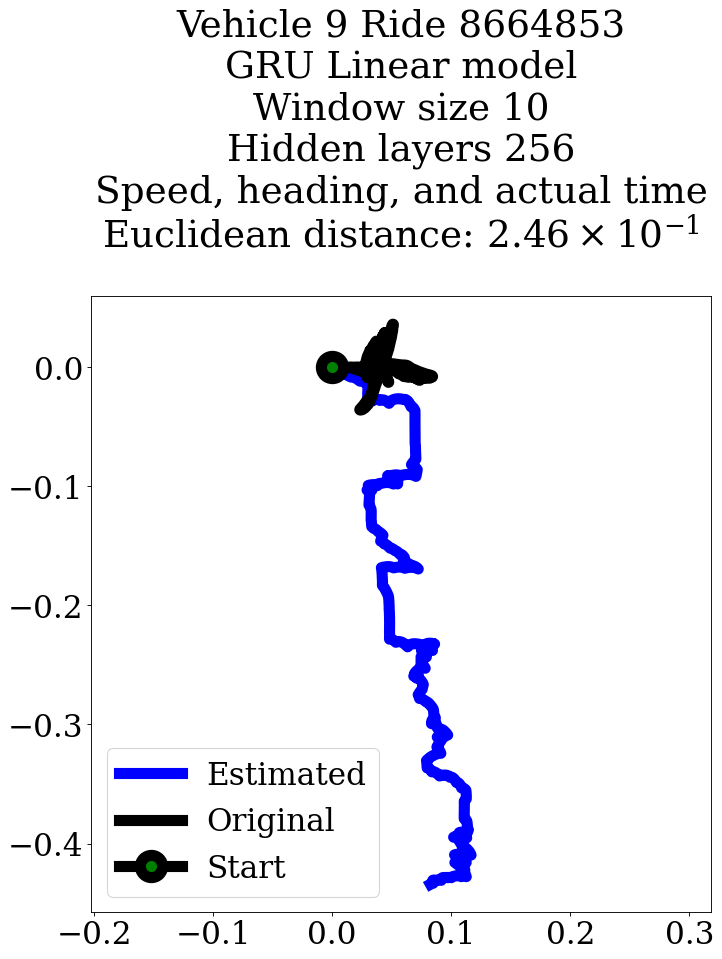 Vehicle 9 Ride 8664853
GRU Linear model
Window size 10
Hidden layers 256
Speed, heading, and actual time
Euclidean distance: 2.46 × 10⁻¹
0.0
−0.1
−0.2
−0.3
−0.4
Estimated
Original
Start
−0.2 −0.1 0.0 0.1 0.2 0.3